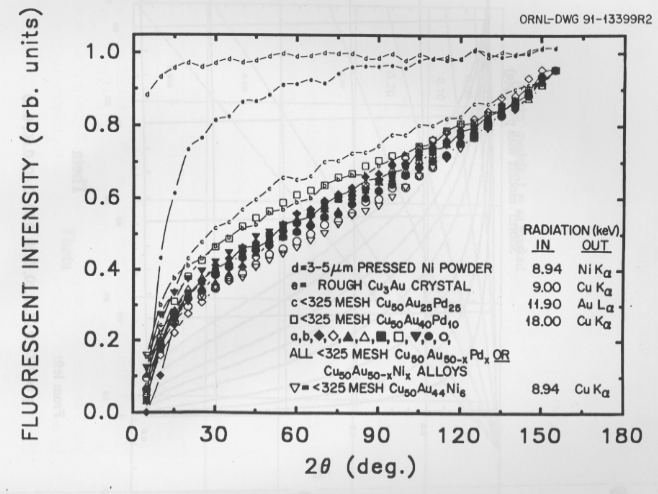 ORNL-DWG 91-13399R2
FLUORESCENT INTENSITY (arb. units)
1.0
0.8
0.6
0.4
0.2
0.0
0 30 60 90 120 150 180
2θ (deg.)
RADIATION (keV)
IN OUT
d=3-5μm PRESSED NI POWDER 8.94 Ni Kα
e= ROUGH Cu3Au CRYSTAL 9.00 Cu Kα
c<325 MESH Cu50Au25Pd25 11.90 Au Lα
□<325 MESH Cu50Au40Pd10 18.00 Cu Kα
a,b,◆,◇,▲,△,■,□,▼,●,○,
ALL <325 MESH Cu50 Au50-x Pdx OR
Cu50Au50-xNix ALLOYS
▽=<325 MESH Cu50Au44Ni6 8.94 Cu Kα